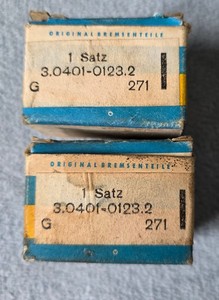 ORIGINAL BREMSENTEILE
1 Satz
3.0401-0123.2
G 271
ORIGINAL BREMSENTEILE
1 Satz
3.0401-0123.2
G 271